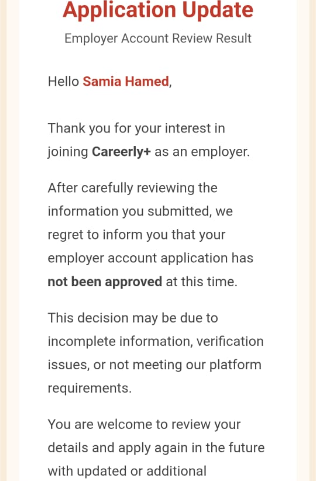 Application Update
Employer Account Review Result
Hello Samia Hamed,
Thank you for your interest in
joining Careerly+ as an employer.
After carefully reviewing the
information you submitted, we
regret to inform you that your
employer account application has
not been approved at this time.
This decision may be due to
incomplete information, verification
issues, or not meeting our platform
requirements.
You are welcome to review your
details and apply again in the future
with updated or additional